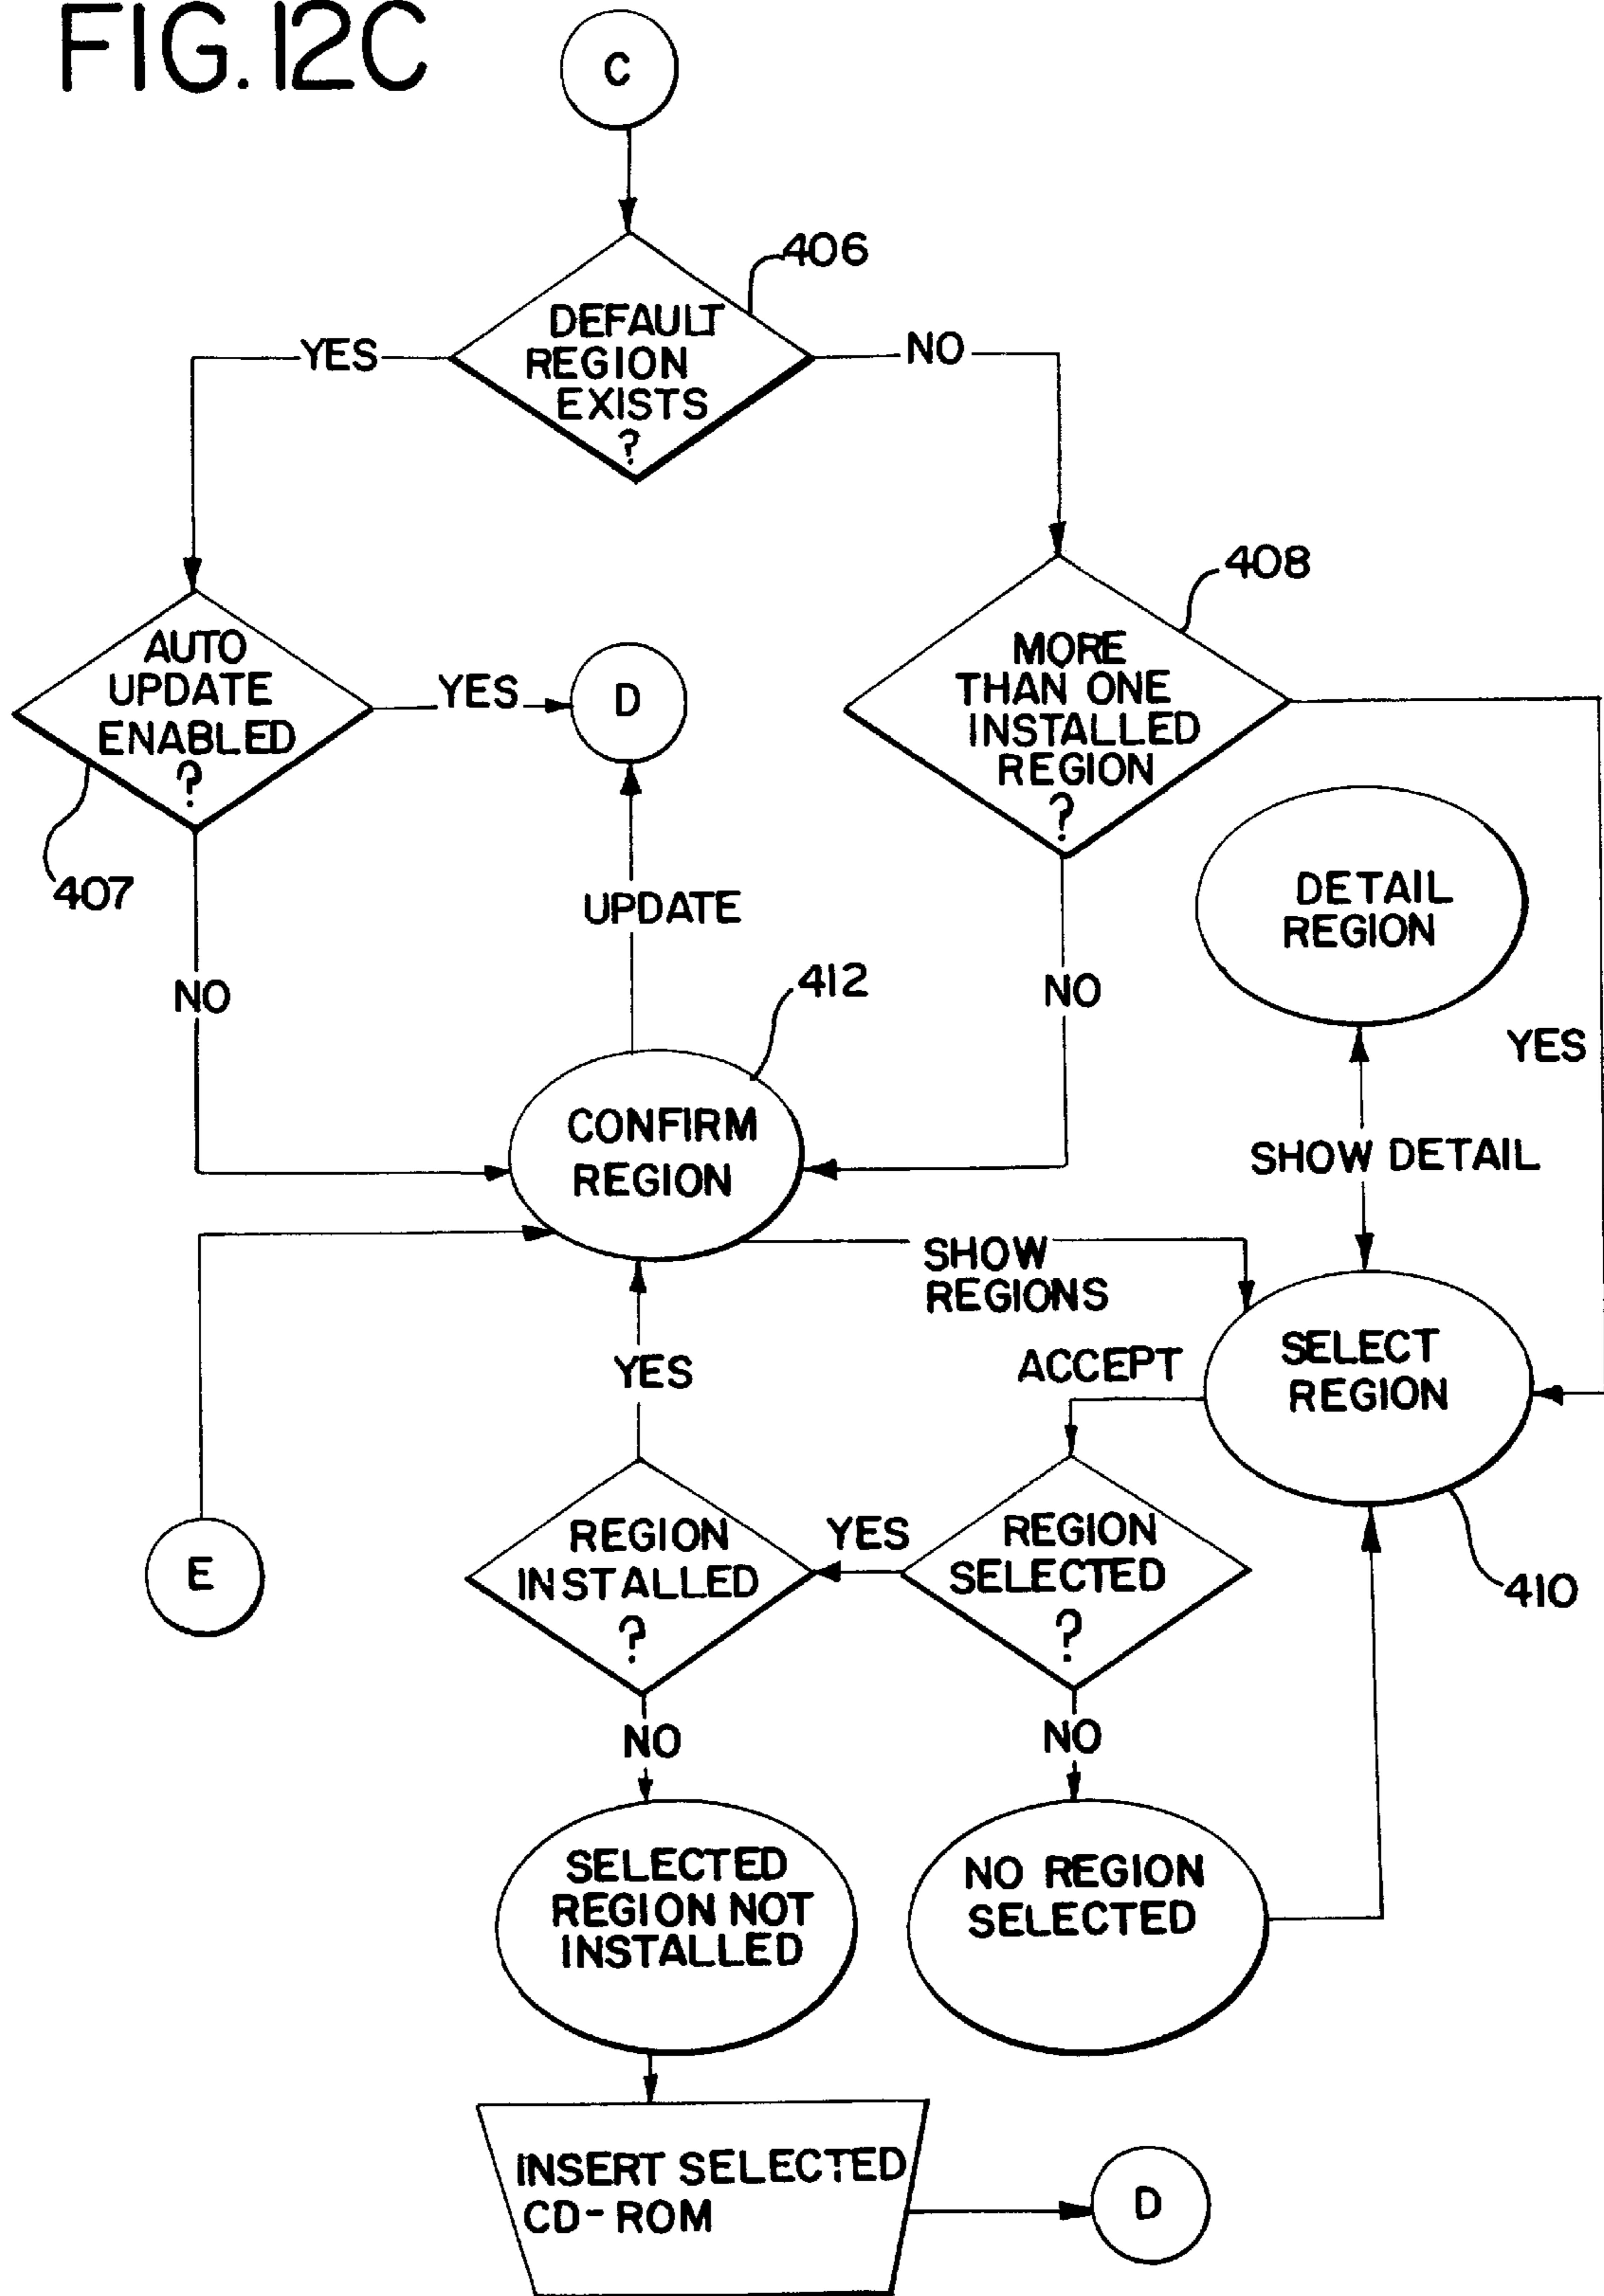 FIG. 12C
C
406
DEFAULT
REGION
EXISTS
?
YES
NO
408
AUTO
UPDATE
ENABLED
?
YES
D
MORE
THAN ONE
INSTALLED
REGION
?
407
UPDATE
DETAIL
REGION
NO
412
NO
YES
CONFIRM
REGION
SHOW DETAIL
SHOW
REGIONS
SELECT
REGION
ACCEPT
YES
E
REGION
INSTALLED
?
YES
REGION
SELECTED
?
410
NO
NO
SELECTED
REGION NOT
INSTALLED
NO REGION
SELECTED
INSERT SELECTED
CD-ROM
D